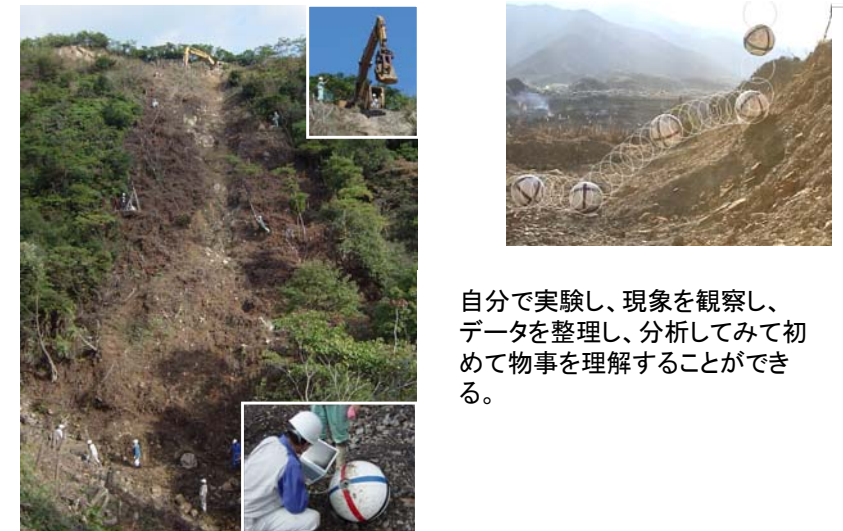 自分で実験し、現象を観察し、
データを整理し、分析してみて初
めて物事を理解することができ
る。